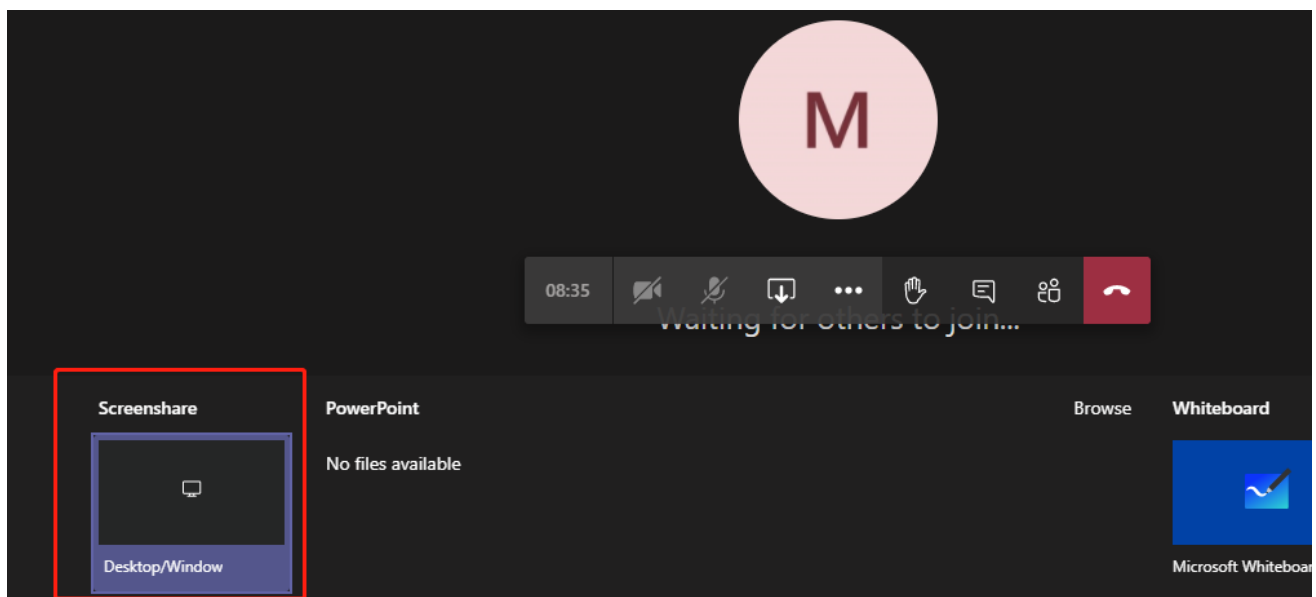 M
08:35
Waiting for others to join...
Screenshare
PowerPoint
Browse
Whiteboard
No files available
Desktop/Window
Microsoft Whiteboar